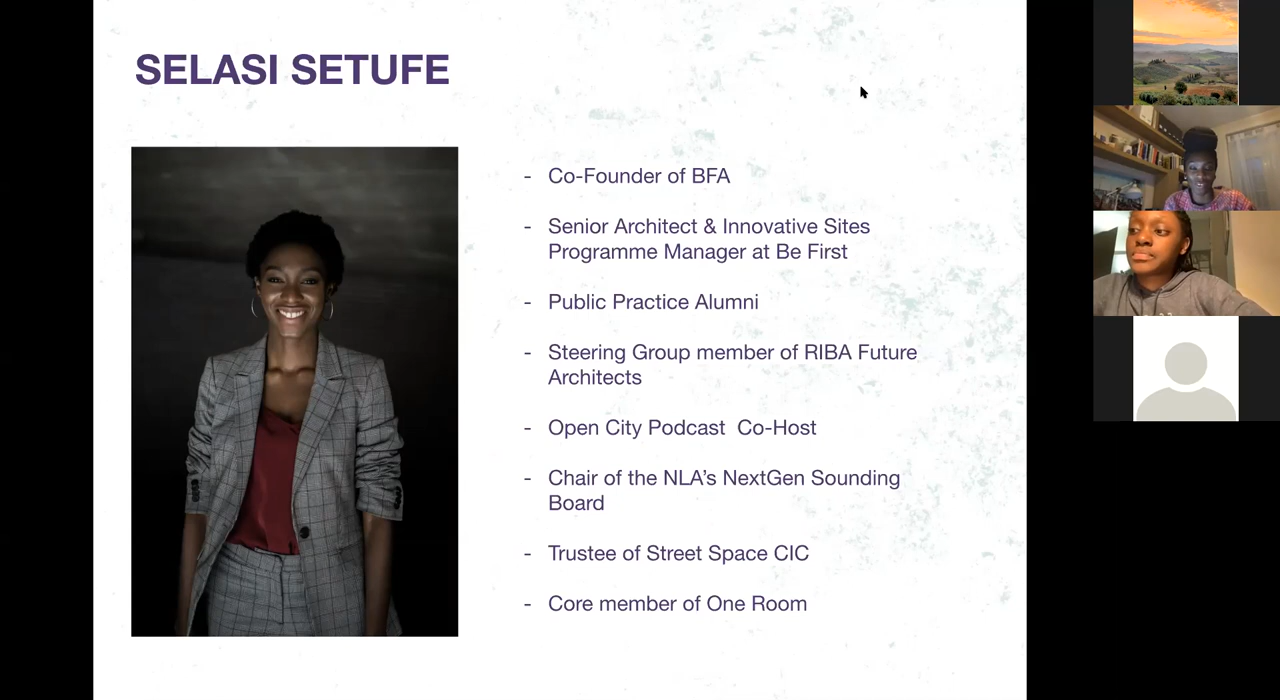 SELASI SETUFE
- Co-Founder of BFA
- Senior Architect & Innovative Sites
Programme Manager at Be First
- Public Practice Alumni
- Steering Group member of RIBA Future
Architects
- Open City Podcast  Co-Host
- Chair of the NLA’s NextGen Sounding
Board
- Trustee of Street Space CIC
- Core member of One Room